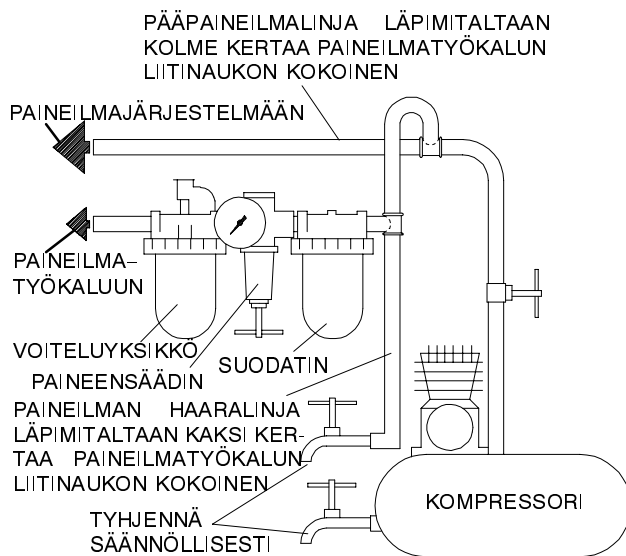 PÄÄPAINEILMALINJA LÄPIMITALTAAN
KOLME KERTAA PAINEILMATYÖKALUN
LIITINAUKON KOKOINEN
PAINEILMAJÄRJESTELMÄÄN
PAINEILMA-
TYÖKALUUN
VOITELUYKSIKKÖ
SUODATIN
PAINEENSÄÄDIN
PAINEILMAN HAARALINJA
LÄPIMITALTAAN KAKSI KER-
TAA PAINEILMATYÖKALUN
LIITINAUKON KOKOINEN
KOMPRESSORI
TYHJENNÄ
SÄÄNNÖLLISESTI